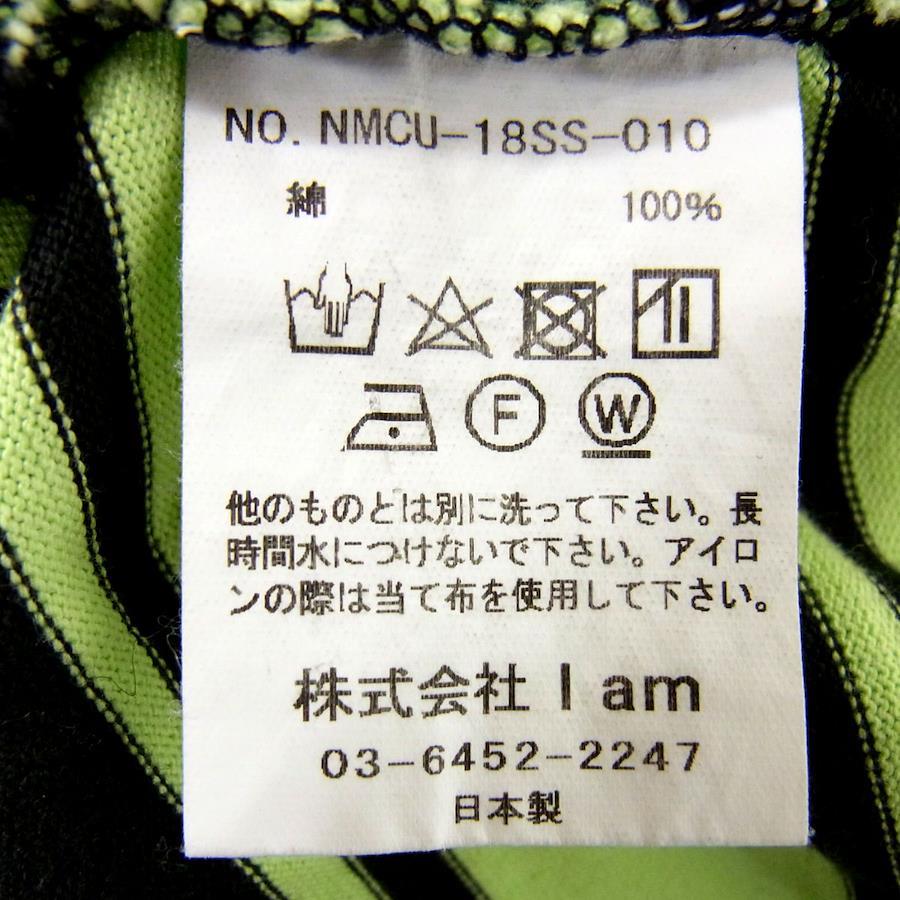 NO. NMCU-18SS-010
綿 100%
F W
他のものとは別に洗って下さい。長
時間水につけないで下さい。アイロ
ンの際は当て布を使用して下さい。
株式会社 I am
03-6452-2247
日本製